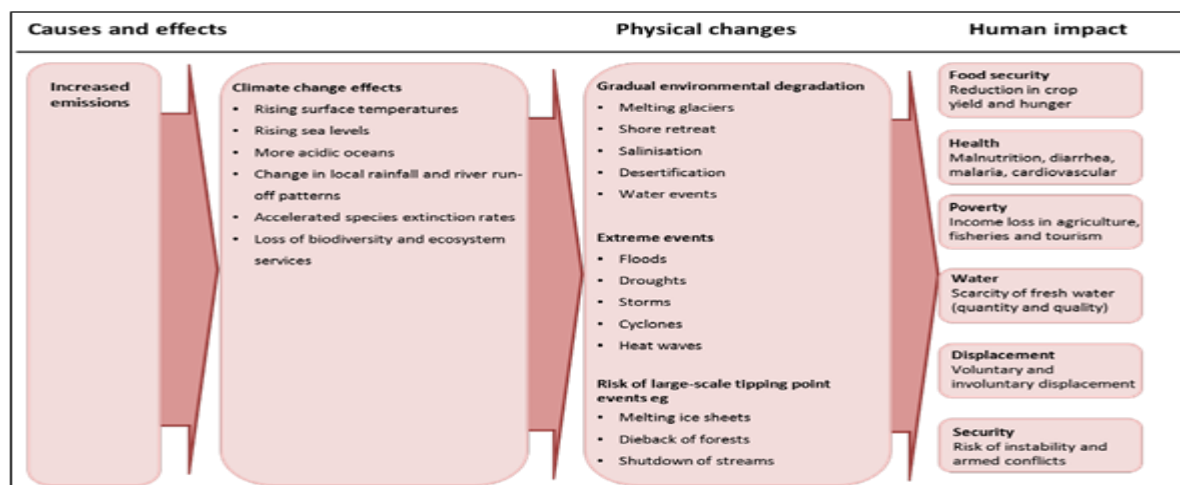 Causes and effects
Physical changes
Human impact
Increased
emissions
Climate change effects
• Rising surface temperatures
• Rising sea levels
• More acidic oceans
• Change in local rainfall and river run-
off patterns
• Accelerated species extinction rates
• Loss of biodiversity and ecosystem
services
Gradual environmental degradation
• Melting glaciers
• Shore retreat
• Salinisation
• Desertification
• Water events
Extreme events
• Floods
• Droughts
• Storms
• Cyclones
• Heat waves
Risk of large-scale tipping point
events eg
• Melting ice sheets
• Dieback of forests
• Shutdown of streams
Food security
Reduction in crop
yield and hunger
Health
Malnutrition, diarrhea,
malaria, cardiovascular
Poverty
Income loss in agriculture,
fisheries and tourism
Water
Scarcity of fresh water
(quantity and quality)
Displacement
Voluntary and
involuntary displacement
Security
Risk of instability and
armed conflicts